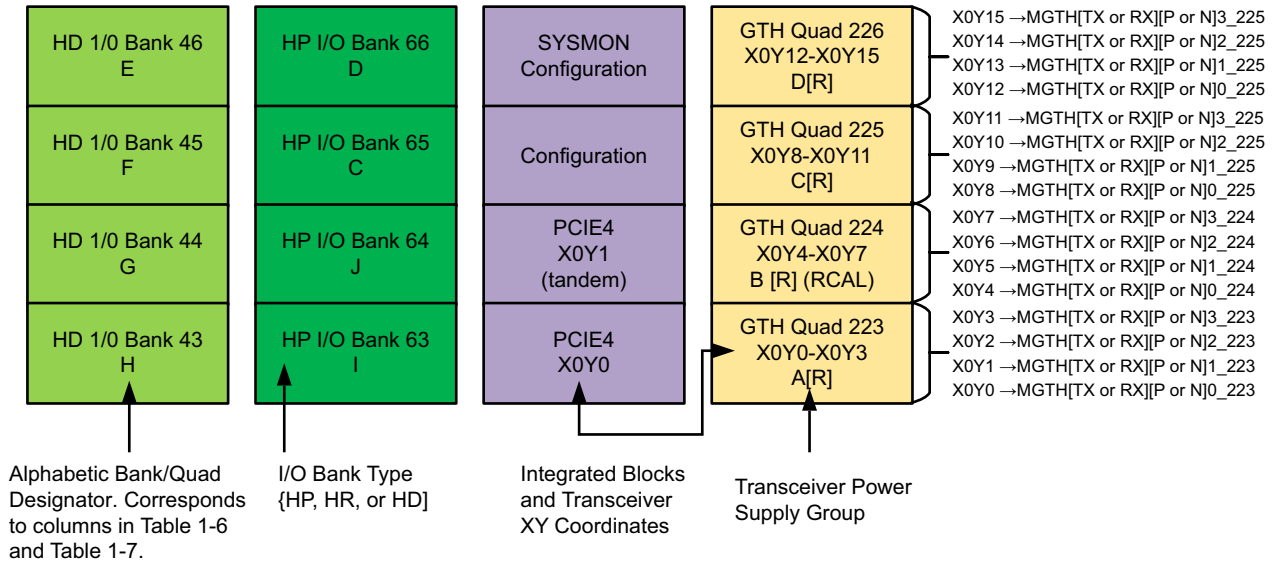 HD 1/0 Bank 46
E
HP I/O Bank 66
D
SYSMON
Configuration
GTH Quad 226
X0Y12-X0Y15
D[R]
X0Y15 →MGTH[TX or RX][P or N]3_225
X0Y14 →MGTH[TX or RX][P or N]2_225
X0Y13 →MGTH[TX or RX][P or N]1_225
X0Y12 →MGTH[TX or RX][P or N]0_225
HD 1/0 Bank 45
F
HP I/O Bank 65
C
Configuration
GTH Quad 225
X0Y8-X0Y11
C[R]
X0Y11 →MGTH[TX or RX][P or N]3_225
X0Y10 →MGTH[TX or RX][P or N]2_225
X0Y9 →MGTH[TX or RX][P or N]1_225
X0Y8 →MGTH[TX or RX][P or N]0_225
HD 1/0 Bank 44
G
HP I/O Bank 64
J
PCIE4
X0Y1
(tandem)
GTH Quad 224
X0Y4-X0Y7
B [R] (RCAL)
X0Y7 →MGTH[TX or RX][P or N]3_224
X0Y6 →MGTH[TX or RX][P or N]2_224
X0Y5 →MGTH[TX or RX][P or N]1_224
X0Y4 →MGTH[TX or RX][P or N]0_224
HD 1/0 Bank 43
H
HP I/O Bank 63
I
PCIE4
X0Y0
GTH Quad 223
X0Y0-X0Y3
A[R]
X0Y3 →MGTH[TX or RX][P or N]3_223
X0Y2 →MGTH[TX or RX][P or N]2_223
X0Y1 →MGTH[TX or RX][P or N]1_223
X0Y0 →MGTH[TX or RX][P or N]0_223
Alphabetic Bank/Quad
Designator. Corresponds
to columns in Table 1-6
and Table 1-7.
I/O Bank Type
{HP, HR, or HD]
Integrated Blocks
and Transceiver
XY Coordinates
Transceiver Power
Supply Group